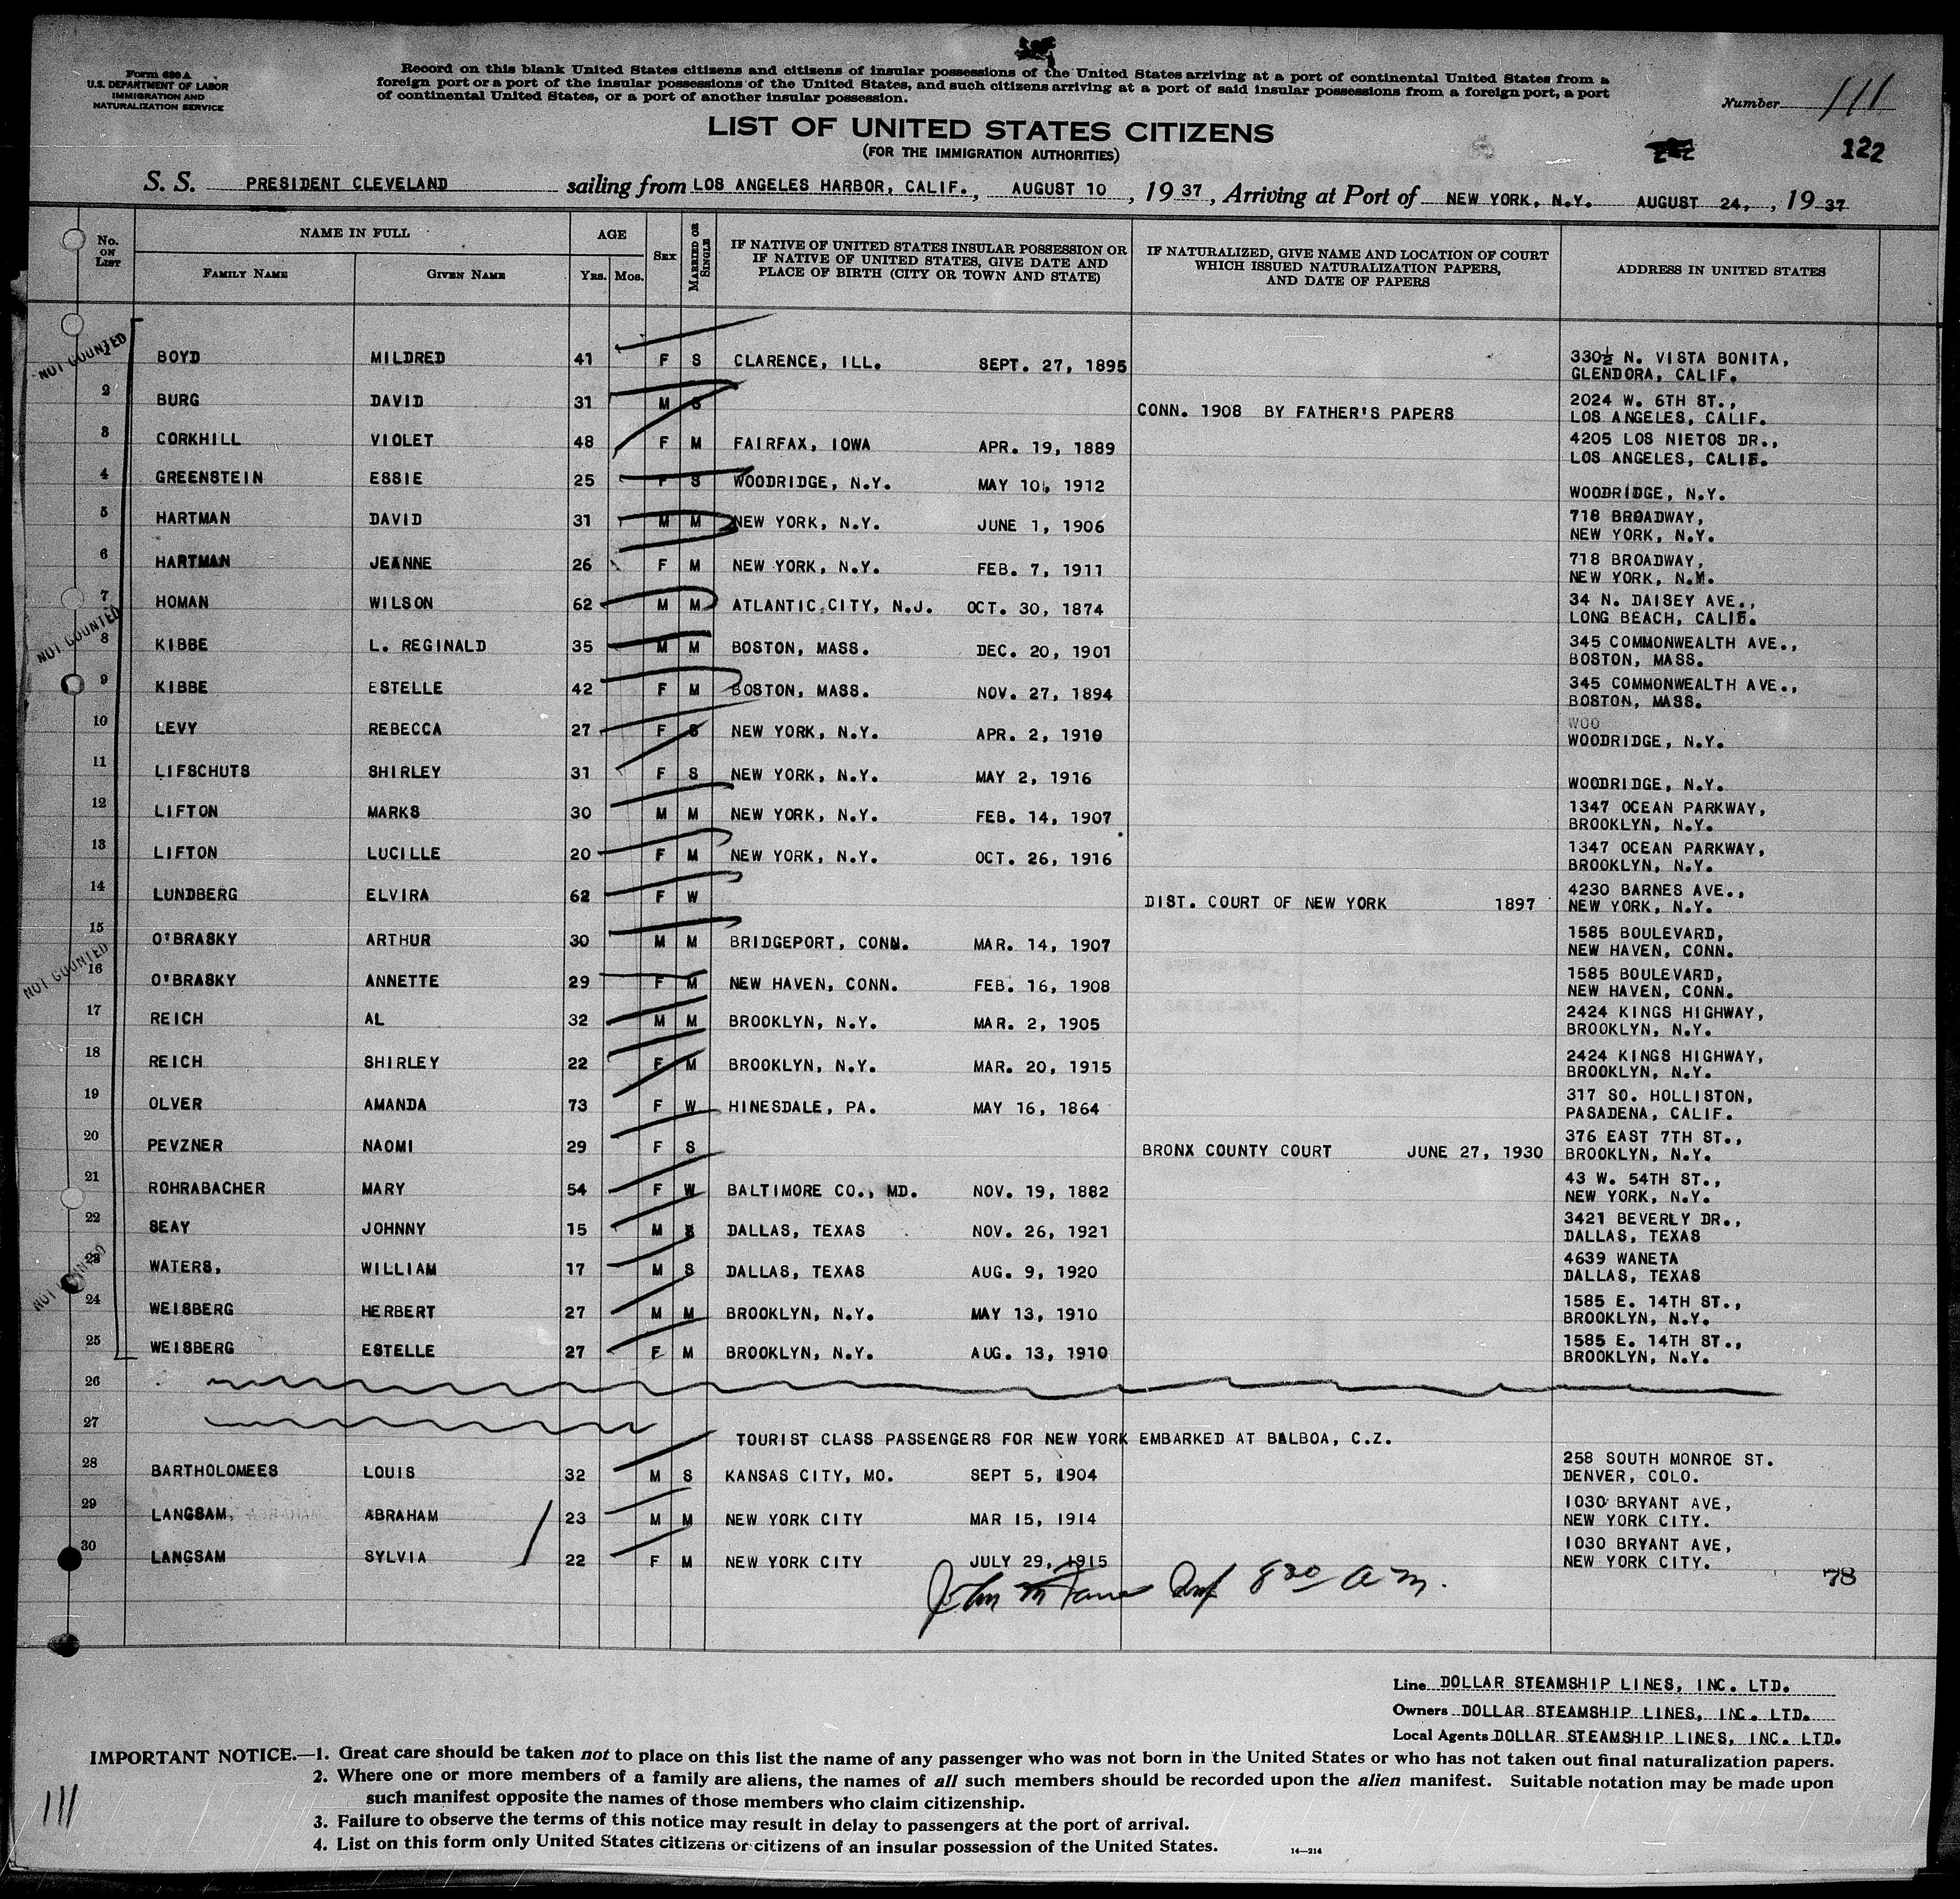 Form 630 A
U.S. DEPARTMENT OF LABOR
IMMIGRATION AND
NATURALIZATION SERVICE
Record on this blank United States citizens and citizens of insular possessions of the United States arriving at a port of continental United States from a
foreign port or a port of the insular possessions of the United States, and such citizens arriving at a port of said insular possessions from a foreign port, a port
of continental United States, or a port of another insular possession.
Number 111
LIST OF UNITED STATES CITIZENS
(FOR THE IMMIGRATION AUTHORITIES)
122
S. S. PRESIDENT CLEVELAND sailing from LOS ANGELES HARBOR, CALIF., AUGUST 10, 1937, Arriving at Port of NEW YORK, N.Y. AUGUST 24, , 1937
No. ON LIST
NAME IN FULL
FAMILY NAME GIVEN NAME
AGE
Yrs. Mos.
SEX
MARRIED OR SINGLE
IF NATIVE OF UNITED STATES INSULAR POSSESSION OR
IF NATIVE OF UNITED STATES, GIVE DATE AND
PLACE OF BIRTH (CITY OR TOWN AND STATE)
IF NATURALIZED, GIVE NAME AND LOCATION OF COURT
WHICH ISSUED NATURALIZATION PAPERS,
AND DATE OF PAPERS
ADDRESS IN UNITED STATES
NOT COUNTED
1 BOYD MILDRED 41 F S CLARENCE, ILL. SEPT. 27, 1895 330½ N. VISTA BONITA,
GLENDORA, CALIF.
2 BURG DAVID 31 M S CONN. 1908 BY FATHER'S PAPERS 2024 W. 6TH ST.,
LOS ANGELES, CALIF.
3 CORKHILL VIOLET 48 F M FAIRFAX, IOWA APR. 19, 1889 4205 LOS NIETOS DR.,
LOS ANGELES, CALIF.
4 GREENSTEIN ESSIE 25 F S WOODRIDGE, N.Y. MAY 10, 1912 WOODRIDGE, N.Y.
5 HARTMAN DAVID 31 M M NEW YORK, N.Y. JUNE 1, 1906 718 BROADWAY,
NEW YORK, N.Y.
6 HARTMAN JEANNE 26 F M NEW YORK, N.Y. FEB. 7, 1911 718 BROADWAY,
NEW YORK, N.Y.
7 HOMAN WILSON 62 M M ATLANTIC CITY, N.J. OCT. 30, 1874 34 N. DAISEY AVE.,
LONG BEACH, CALIF.
NOT COUNTED
8 KIBBE L. REGINALD 35 M M BOSTON, MASS. DEC. 20, 1901 345 COMMONWEALTH AVE.,
BOSTON, MASS.
9 KIBBE ESTELLE 42 F M BOSTON, MASS. NOV. 27, 1894 345 COMMONWEALTH AVE.,
BOSTON, MASS.
10 LEVY REBECCA 27 F S NEW YORK, N.Y. APR. 2, 1910 WOO
WOODRIDGE, N.Y.
11 LIFSCHUTS SHIRLEY 31 F S NEW YORK, N.Y. MAY 2, 1916 WOODRIDGE, N.Y.
12 LIFTON MARKS 30 M M NEW YORK, N.Y. FEB. 14, 1907 1347 OCEAN PARKWAY,
BROOKLYN, N.Y.
13 LIFTON LUCILLE 20 F M NEW YORK, N.Y. OCT. 26, 1916 1347 OCEAN PARKWAY,
BROOKLYN, N.Y.
14 LUNDBERG ELVIRA 62 F W DIST. COURT OF NEW YORK 1897 4230 BARNES AVE.,
NEW YORK, N.Y.
15 O'BRASKY ARTHUR 30 M M BRIDGEPORT, CONN. MAR. 14, 1907 1585 BOULEVARD,
NEW HAVEN, CONN.
NOT COUNTED
16 O'BRASKY ANNETTE 29 F M NEW HAVEN, CONN. FEB. 16, 1908 1585 BOULEVARD,
NEW HAVEN, CONN.
17 REICH AL 32 M M BROOKLYN, N.Y. MAR. 2, 1905 2424 KINGS HIGHWAY,
BROOKLYN, N.Y.
18 REICH SHIRLEY 22 F M BROOKLYN, N.Y. MAR. 20, 1915 2424 KINGS HIGHWAY,
BROOKLYN, N.Y.
19 OLVER AMANDA 73 F W HINESDALE, PA. MAY 16, 1864 317 SO. HOLLISTON,
PASADENA, CALIF.
20 PEVZNER NAOMI 29 F S BRONX COUNTY COURT JUNE 27, 1930 376 EAST 7TH ST.,
BROOKLYN, N.Y.
21 ROHRABACHER MARY 54 F W BALTIMORE CO., MD. NOV. 19, 1882 43 W. 54TH ST.,
NEW YORK, N.Y.
22 SEAY JOHNNY 15 M S DALLAS, TEXAS NOV. 26, 1921 3421 BEVERLY DR.,
DALLAS, TEXAS
23 WATERS, WILLIAM 17 M S DALLAS, TEXAS AUG. 9, 1920 4639 WANETA
DALLAS, TEXAS
NOT COUNTED
24 WEISBERG HERBERT 27 M M BROOKLYN, N.Y. MAY 13, 1910 1585 E. 14TH ST.,
BROOKLYN, N.Y.
25 WEISBERG ESTELLE 27 F M BROOKLYN, N.Y. AUG. 13, 1910 1585 E. 14TH ST.,
BROOKLYN, N.Y.
26
27
TOURIST CLASS PASSENGERS FOR NEW YORK EMBARKED AT BALBOA, C.Z.
28 BARTHOLOMEES LOUIS 32 M S KANSAS CITY, MO. SEPT 5, 1904 258 SOUTH MONROE ST.
DENVER, COLO.
29 LANGSAM, ABRAHAM 23 M M NEW YORK CITY MAR 15, 1914 1030 BRYANT AVE,
NEW YORK CITY.
30 LANGSAM SYLVIA 22 F M NEW YORK CITY JULY 29, 1915 1030 BRYANT AVE,
NEW YORK CITY.
78
John M 8 30 A.M.
Line DOLLAR STEAMSHIP LINES, INC. LTD.
Owners DOLLAR STEAMSHIP LINES, INC. LTD.
Local Agents DOLLAR STEAMSHIP LINES, INC. LTD.
IMPORTANT NOTICE.—1. Great care should be taken not to place on this list the name of any passenger who was not born in the United States or who has not taken out final naturalization papers.
2. Where one or more members of a family are aliens, the names of all such members should be recorded upon the alien manifest. Suitable notation may be made upon
such manifest opposite the names of those members who claim citizenship.
3. Failure to observe the terms of this notice may result in delay to passengers at the port of arrival.
4. List on this form only United States citizens or citizens of an insular possession of the United States.
14—214
111